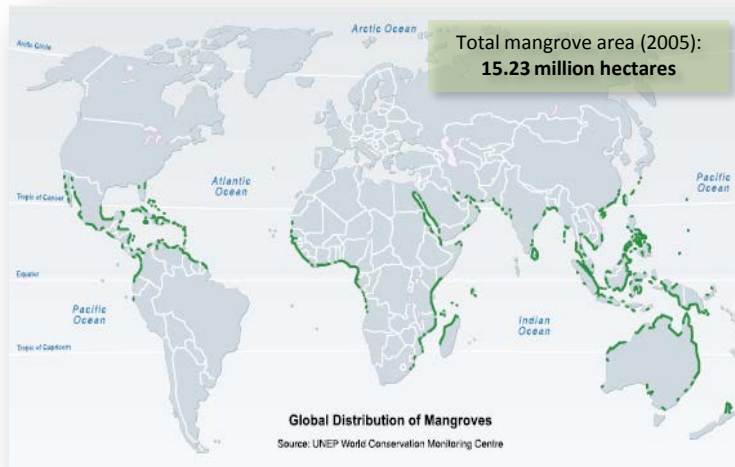 Arctic Ocean
Total mangrove area (2005):
15.23 million hectares
Arctic Circle
Atlantic
Ocean
Pacific
Ocean
Tropic of Cancer
Equator
Pacific
Ocean
Indian
Ocean
Tropic of Capricorn
Global Distribution of Mangroves
Source: UNEP World Conservation Monitoring Centre